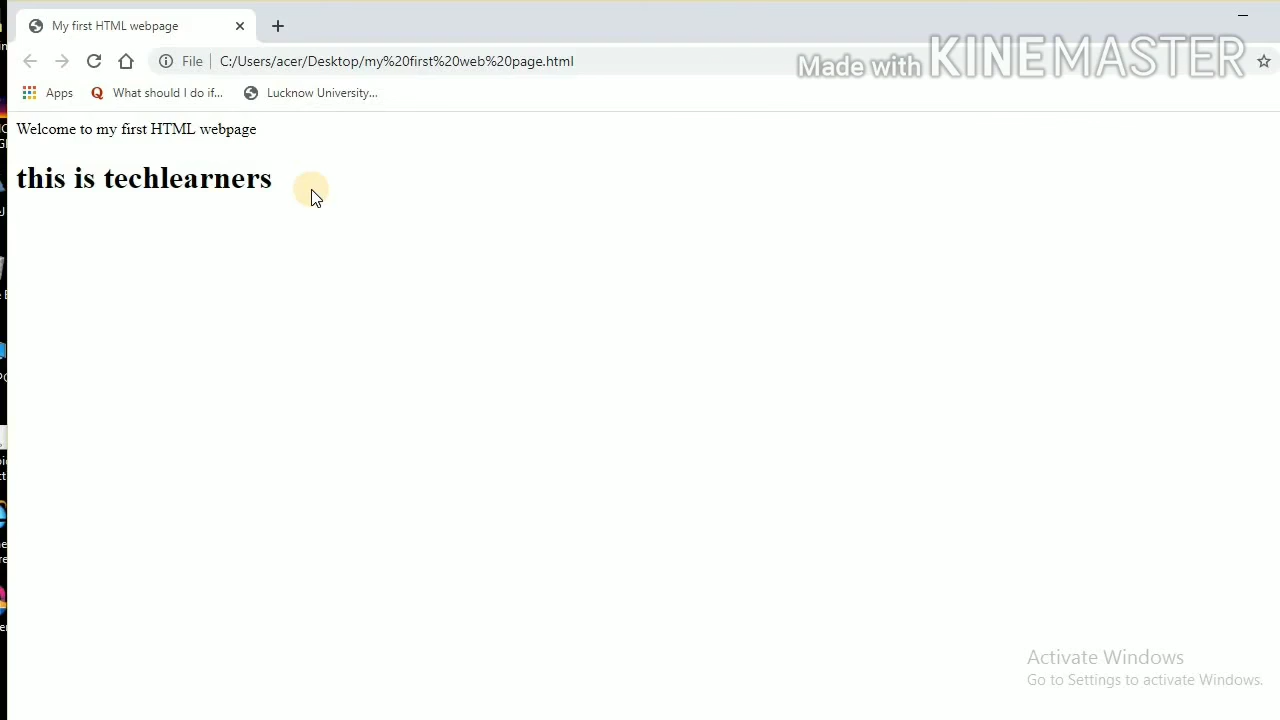 My first HTML webpage
Made with KINEMASTER
File C:/Users/acer/Desktop/my%20first%20web%20page.html
Apps What should I do if... Lucknow University...
Welcome to my first HTML webpage
this is techlearners
Activate Windows
Go to Settings to activate Windows.